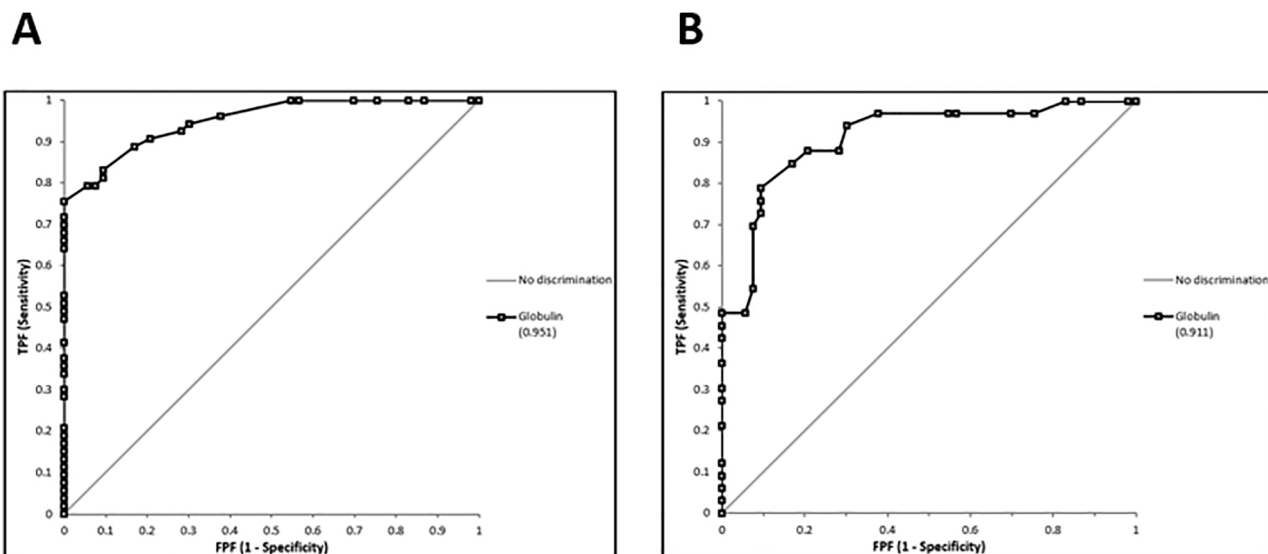 A
1
0.9
0.8
0.7
0.6
0.5
0.4
0.3
0.2
0.1
0
TPF (Sensitivity)
0 0.1 0.2 0.3 0.4 0.5 0.6 0.7 0.8 0.9 1
FPF (1 - Specificity)
No discrimination
Globulin
(0.951)
B
1
0.9
0.8
0.7
0.6
0.5
0.4
0.3
0.2
0.1
0
TPF (Sensitivity)
0 0.2 0.4 0.6 0.8 1
FPF (1 - Specificity)
No discrimination
Globulin
(0.911)